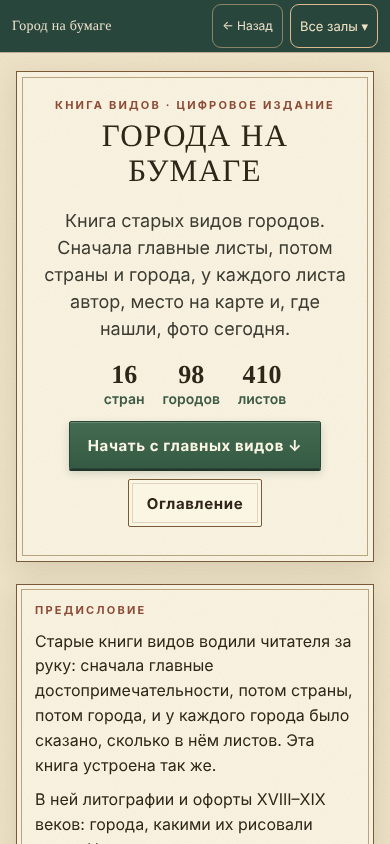 Город на бумаге
← Назад
Все залы ▾
КНИГА ВИДОВ · ЦИФРОВОЕ ИЗДАНИЕ
ГОРОДА НА
БУМАГЕ
Книга старых видов городов.
Сначала главные листы, потом
страны и города, у каждого листа
автор, место на карте и, где
нашли, фото сегодня.
16 98 410
стран городов листов
Начать с главных видов ↓
Оглавление
ПРЕДИСЛОВИЕ
Старые книги видов водили читателя за
руку: сначала главные
достопримечательности, потом страны,
потом города, и у каждого города было
сказано, сколько в нём листов. Эта
книга устроена так же.
В ней литографии и офорты XVIII–XIX
веков: города, какими их рисовали